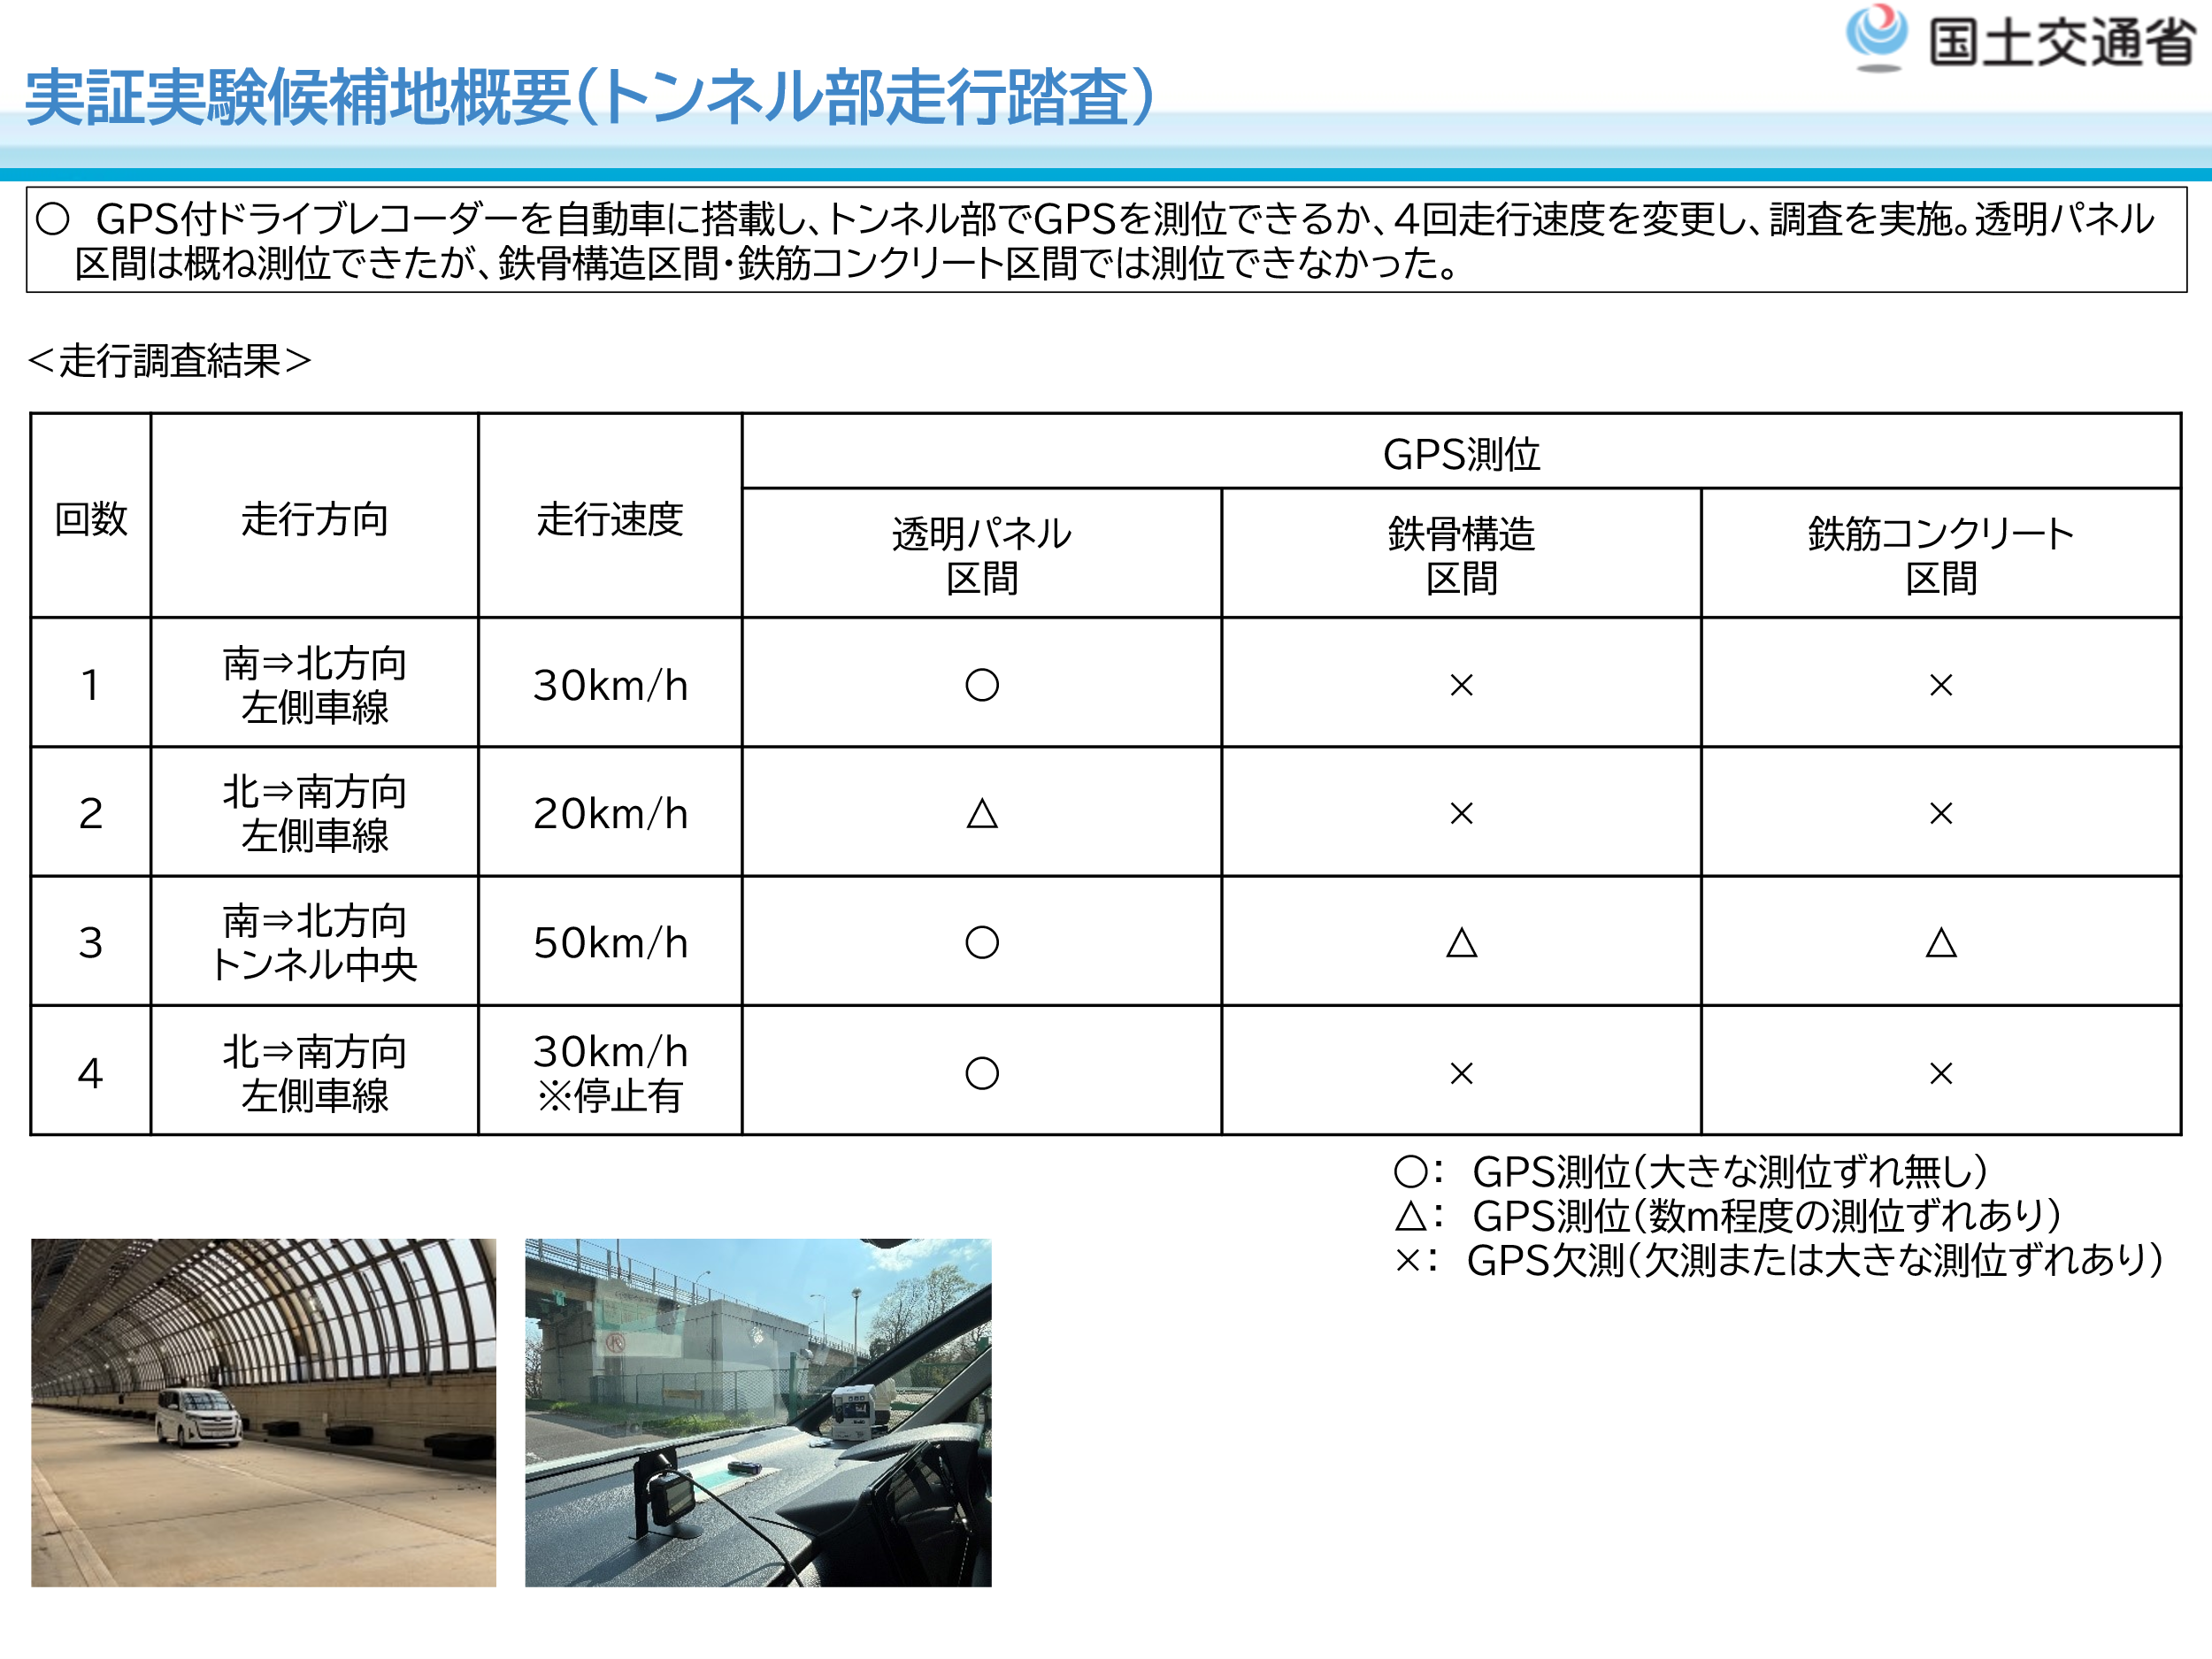 国土交通省
実証実験候補地概要（トンネル部走行踏査）
○ GPS付ドライブレコーダーを自動車に搭載し、トンネル部でGPSを測位できるか、４回走行速度を変更し、調査を実施。透明パネル
区間は概ね測位できたが、鉄骨構造区間・鉄筋コンクリート区間では測位できなかった。
＜走行調査結果＞
GPS測位
回数 走行方向 走行速度
透明パネル 鉄骨構造 鉄筋コンクリート
区間 区間 区間
1 南⇒北方向 30km/h ○ × ×
左側車線
2 北⇒南方向 20km/h △ × ×
左側車線
3 南⇒北方向 50km/h ○ △ △
トンネル中央
4 北⇒南方向 30km/h ○ × ×
左側車線 ※停止有
○： GPS測位（大きな測位ずれ無し）
△： GPS測位（数m程度の測位ずれあり）
×： GPS欠測（欠測または大きな測位ずれあり）